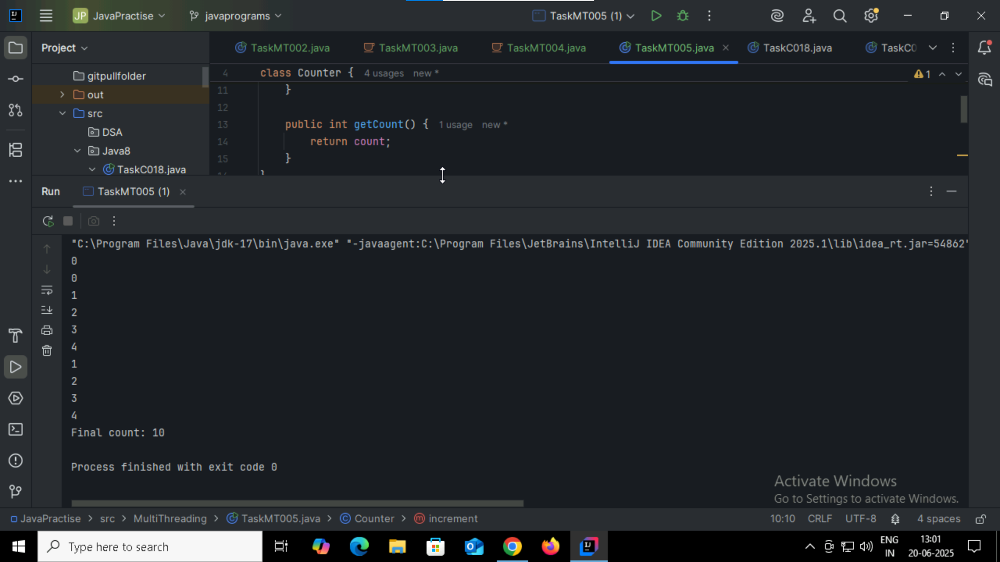 JP JavaPractise
javaprograms
TaskMT005 (1)
Project
TaskMT002.java
TaskMT003.java
TaskMT004.java
TaskMT005.java
TaskC018.java
TaskC0
gitpullfolder
out
src
DSA
Java8
TaskC018.java
4 class Counter { 4 usages new *
1
11 }
12
13 public int getCount() { 1 usage new *
14 return count;
15 }
Run
TaskMT005 (1)
"C:\Program Files\Java\jdk-17\bin\java.exe" "-javaagent:C:\Program Files\JetBrains\IntelliJ IDEA Community Edition 2025.1\lib\idea_rt.jar=54862"
0
0
1
2
3
4
1
2
3
4
Final count: 10
Process finished with exit code 0
Activate Windows
Go to Settings to activate Windows.
JavaPractise > src > MultiThreading > TaskMT005.java > Counter > increment
10:10 CRLF UTF-8 4 spaces
Type here to search
ENG
IN
13:01
20-06-2025